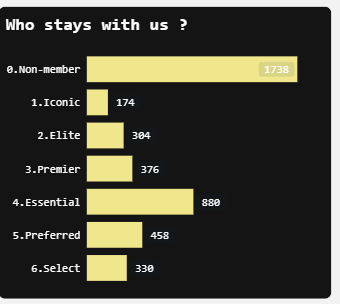 Who stays with us ?
0.Non-member 1738
1.Iconic 174
2.Elite 304
3.Premier 376
4.Essential 880
5.Preferred 458
6.Select 330